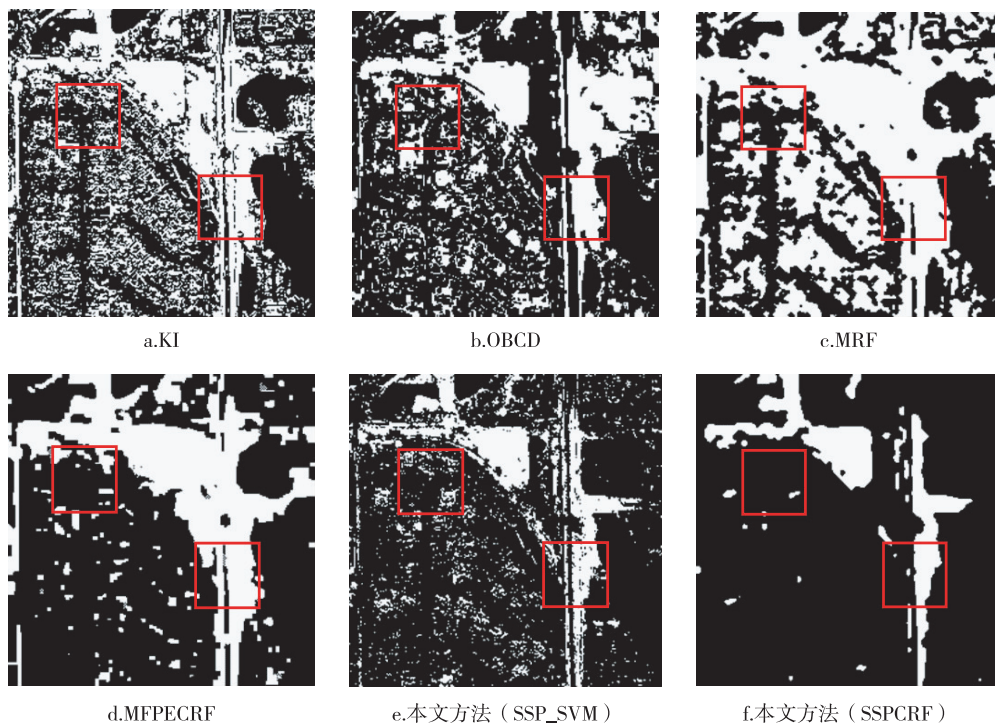 a.KI
b.OBCD
c.MRF
d.MFPECRF
e.本文方法（SSP_SVM）
f.本文方法（SSPCRF）